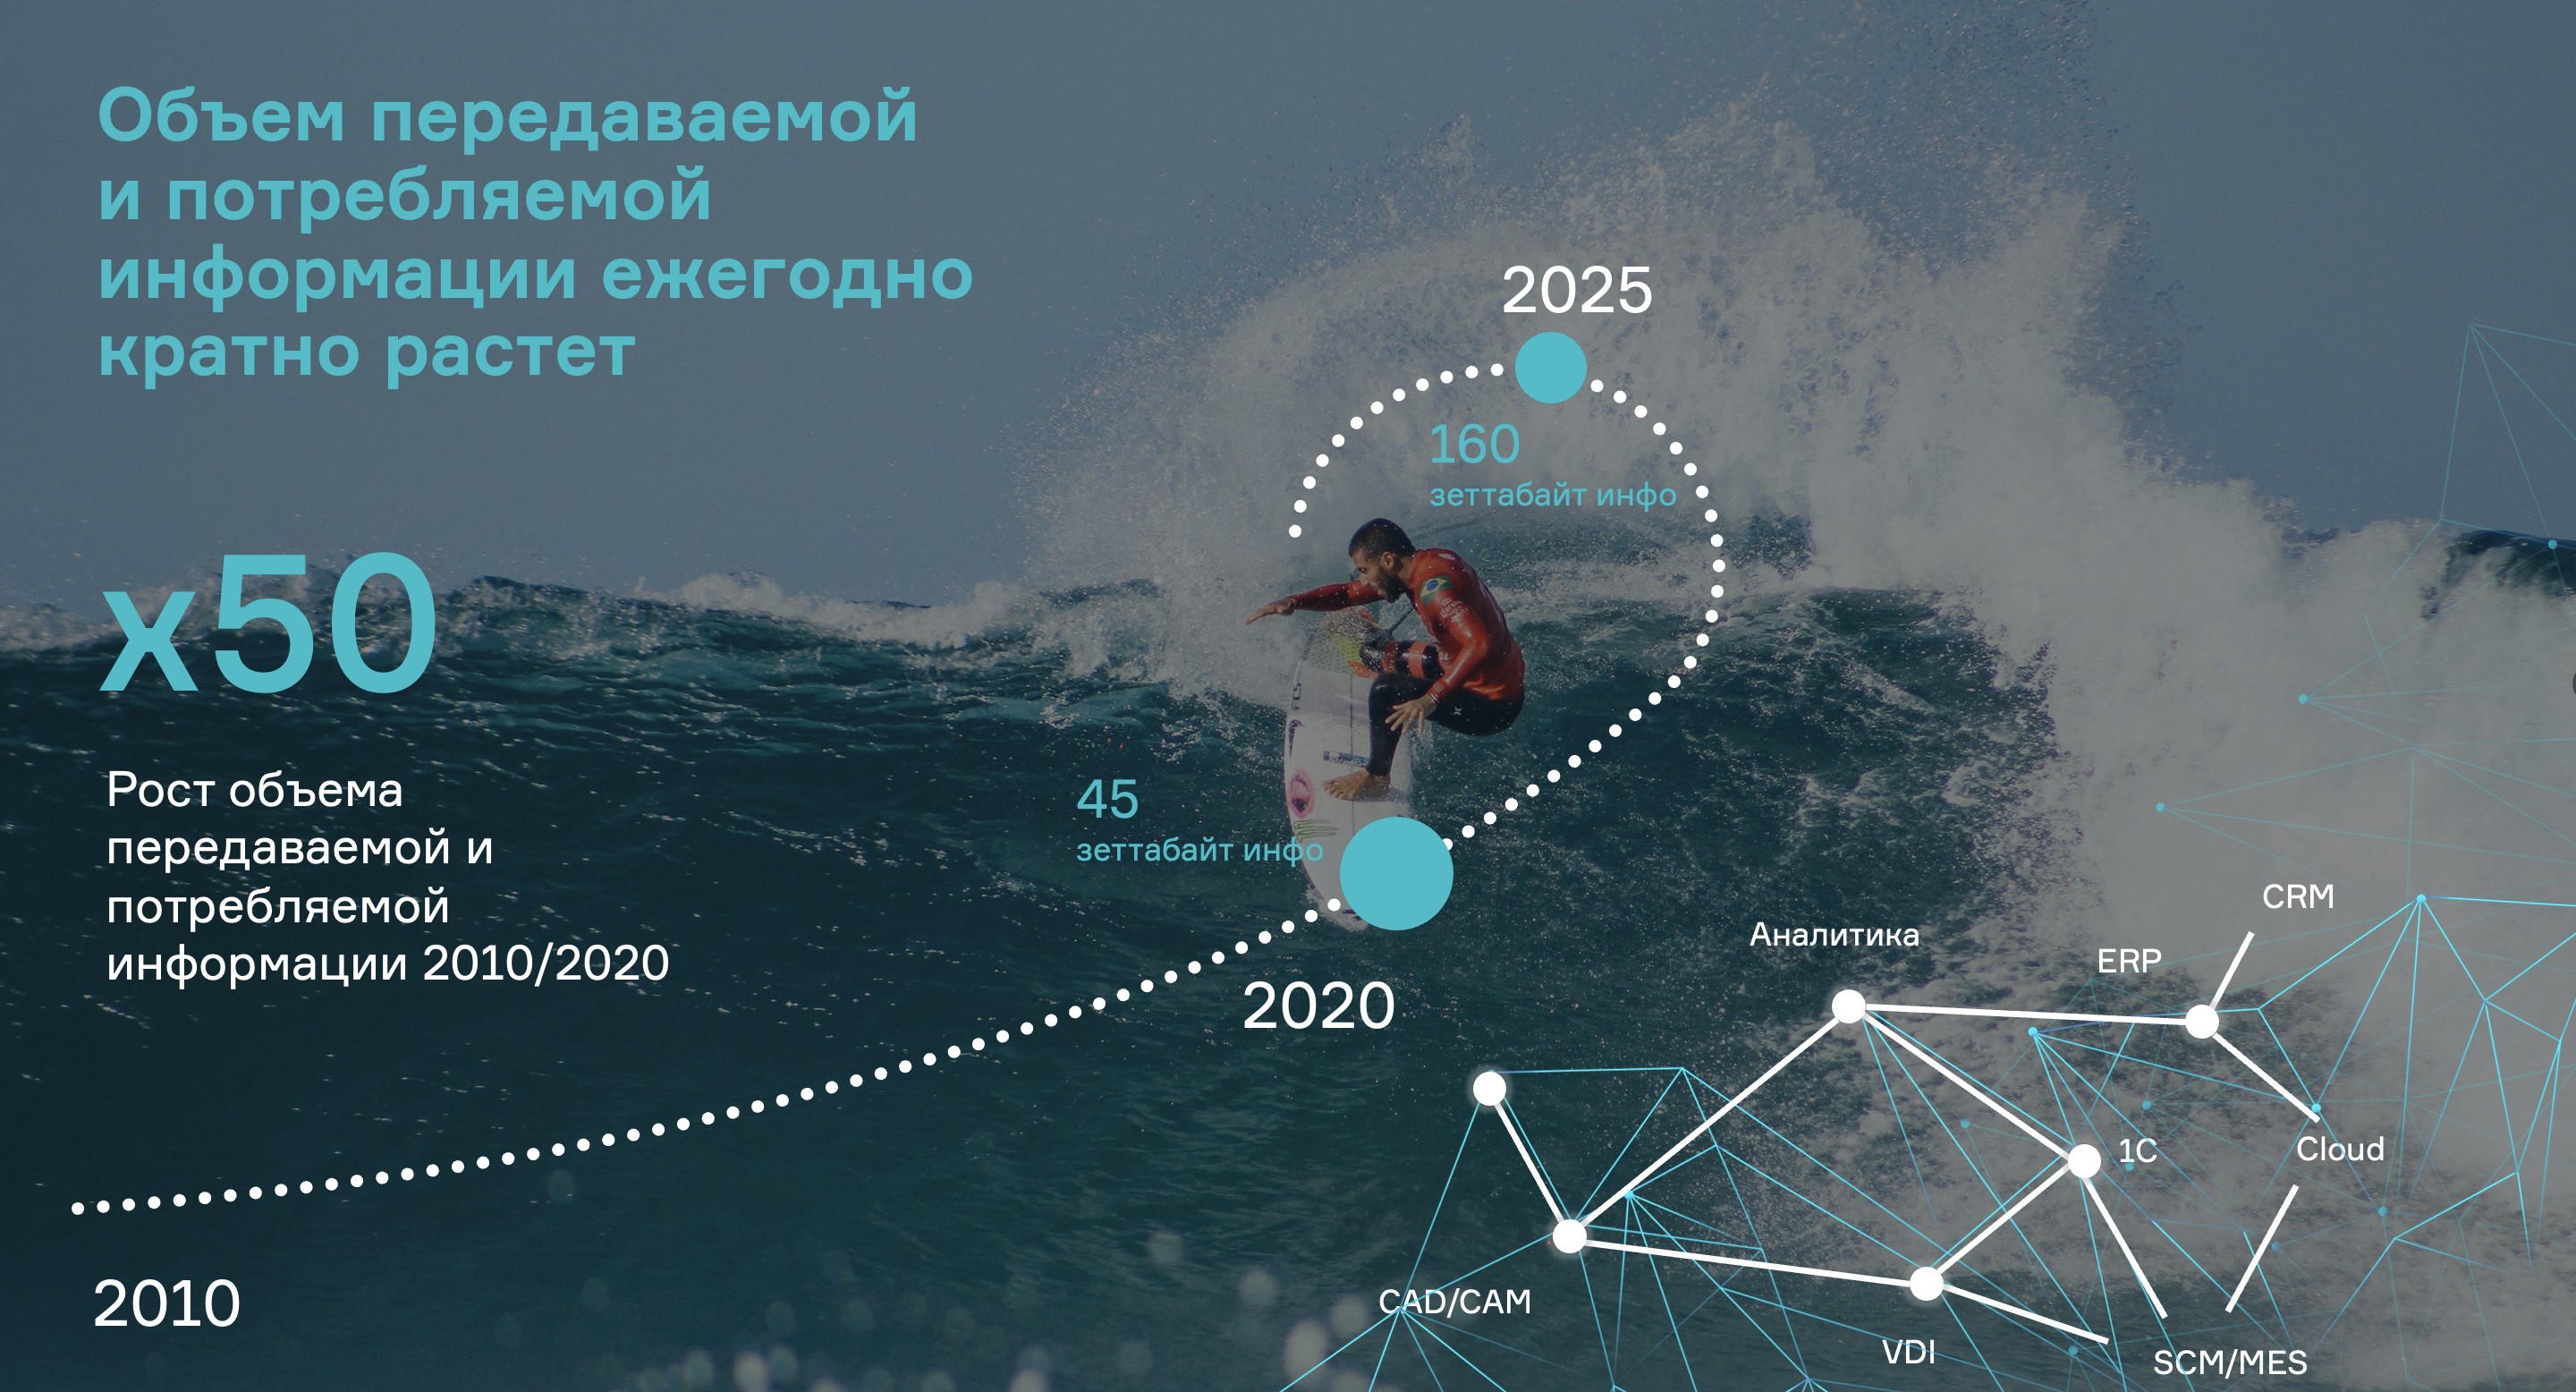 Объем передаваемой
и потребляемой
информации ежегодно
кратно растет
2025
160
зеттабайт инфо
x50
Рост объема
передаваемой и
потребляемой
информации 2010/2020
45
зеттабайт инфо
2020
2010
CRM
Аналитика
ERP
1C
Cloud
CAD/CAM
VDI
SCM/MES